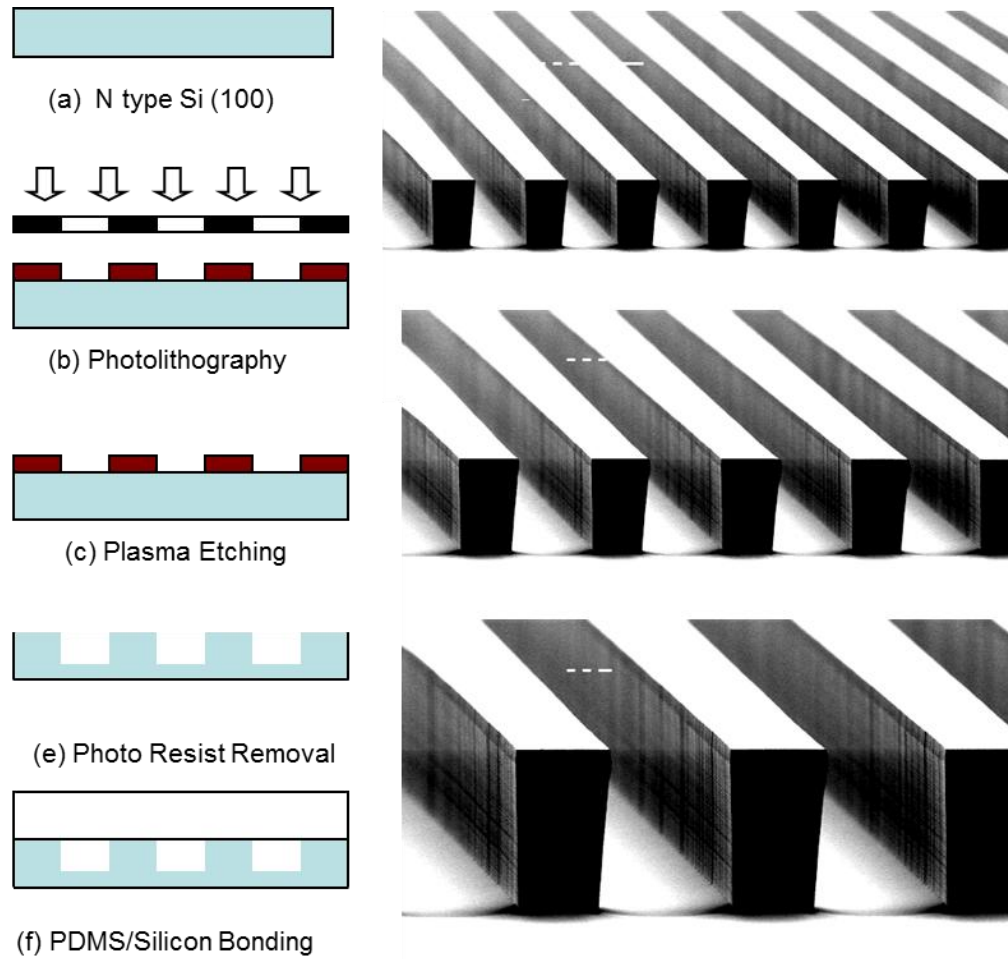 (a) N type Si (100)
(b) Photolithography
(c) Plasma Etching
(e) Photo Resist Removal
(f) PDMS/Silicon Bonding